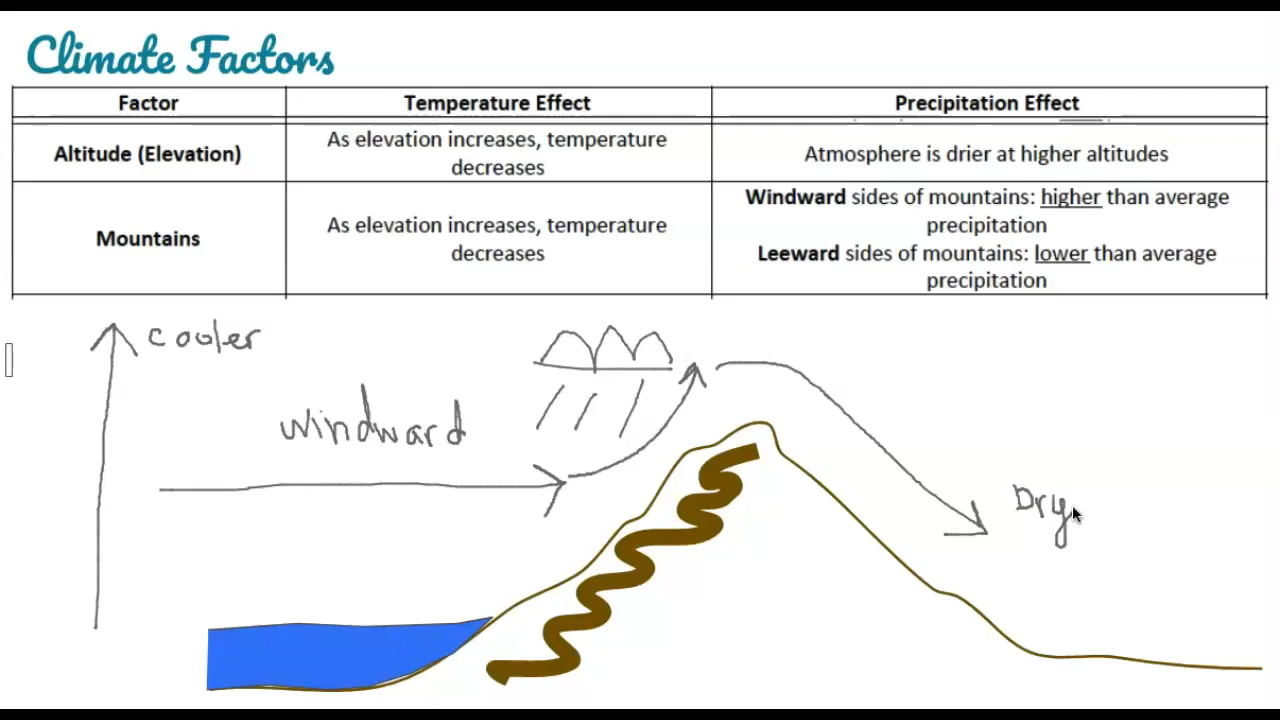 Climate Factors
Factor
Temperature Effect
Precipitation Effect
Altitude (Elevation)
As elevation increases, temperature
decreases
Atmosphere is drier at higher altitudes
Mountains
As elevation increases, temperature
decreases
Windward sides of mountains: higher than average
precipitation
Leeward sides of mountains: lower than average
precipitation
cooler
windward
Dry